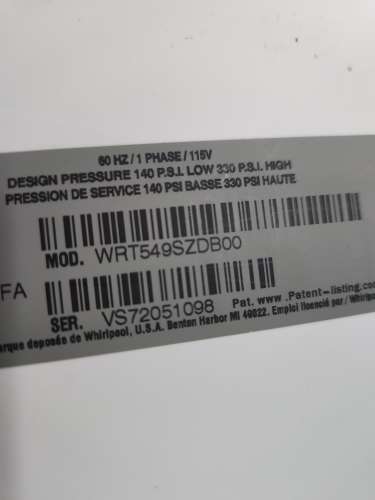 60 HZ / 1 PHASE / 115V
DESIGN PRESSURE 140 P.S.I. LOW 330 P.S.I. HIGH
PRESSION DE SERVICE 140 PSI BASSE 330 PSI HAUTE
MOD. WRT549SZDB00
FA
SER. VS72051098
Pat. www.Patent-listing.co
arque deposée de Whirlpool, U.S.A. Benton Harbor MI 49022. Emploi licencié par / Whirlpo